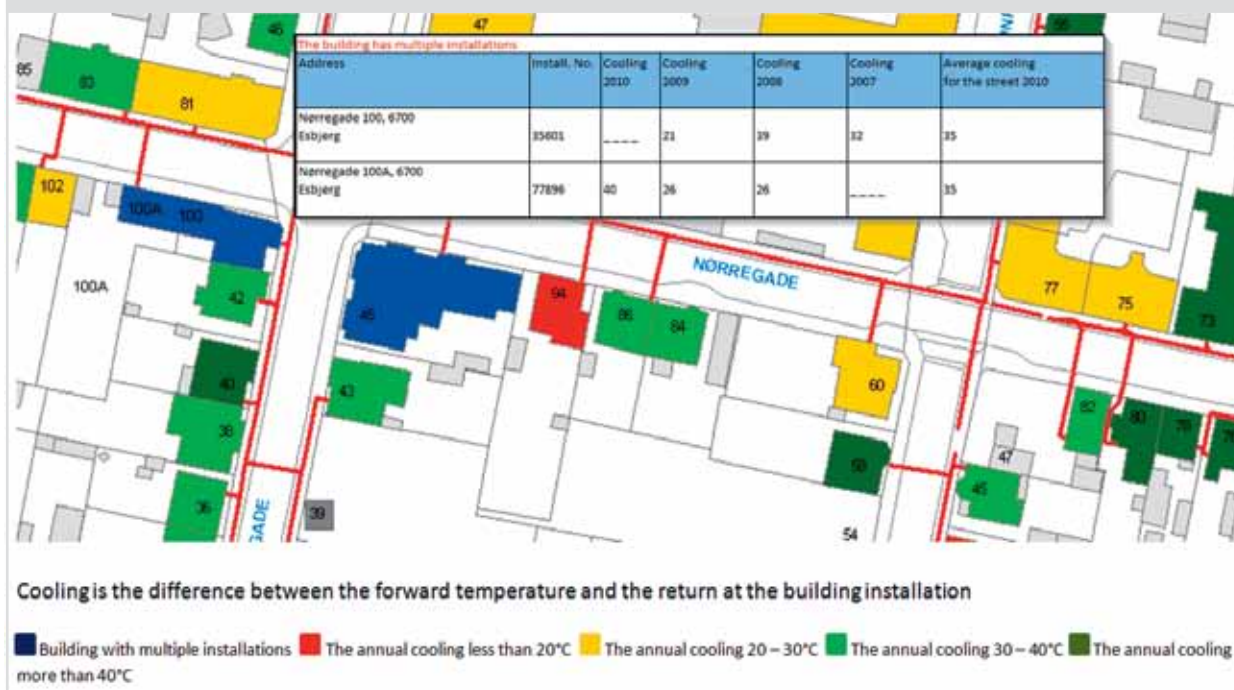 46
47
55
The building has multiple installations
Address Install. No. Cooling 2010 Cooling 2009 Cooling 2008 Cooling 2007 Average cooling for the street 2010
Nørregade 100, 6700 Esbjerg 35601 ____ 21 39 32 35
Nørregade 100A, 6700 Esbjerg 77896 40 26 26 ____ 35
85
83
81
102
100A 100
100A
42
45
94
86
84
NØRREGADE
77
75
73
40
43
60
38
82
80
78
36
39
GADE
47
45
54
Cooling is the difference between the forward temperature and the return at the building installation
Building with multiple installations The annual cooling less than 20°C The annual cooling 20 – 30°C The annual cooling 30 – 40°C The annual cooling
more than 40°C